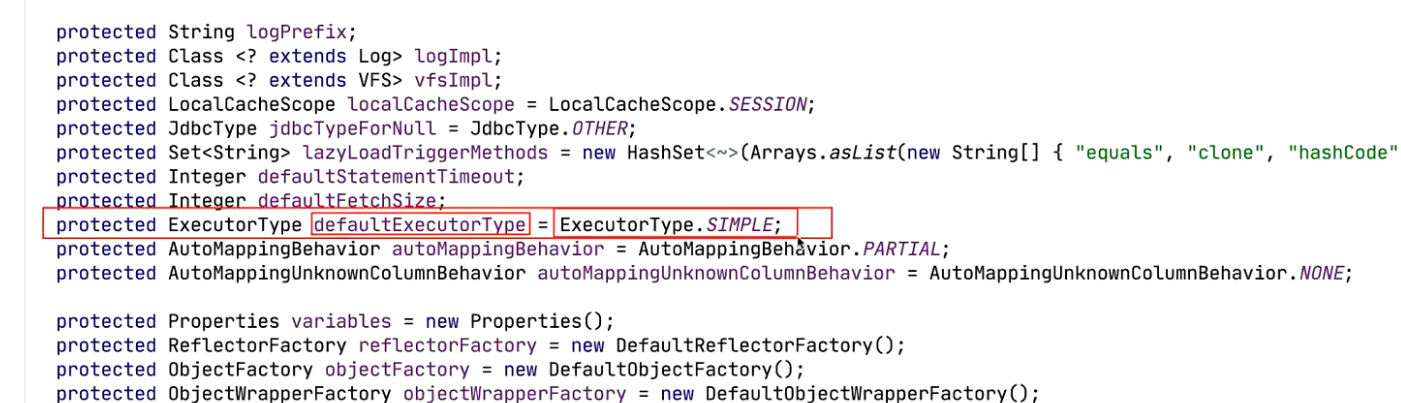 protected String logPrefix;
protected Class <? extends Log> logImpl;
protected Class <? extends VFS> vfsImpl;
protected LocalCacheScope localCacheScope = LocalCacheScope.SESSION;
protected JdbcType jdbcTypeForNull = JdbcType.OTHER;
protected Set<String> lazyLoadTriggerMethods = new HashSet<~>(Arrays.asList(new String[] { "equals", "clone", "hashCode"
protected Integer defaultStatementTimeout;
protected Integer defaultFetchSize;
protected ExecutorType defaultExecutorType = ExecutorType.SIMPLE;
protected AutoMappingBehavior autoMappingBehavior = AutoMappingBehavior.PARTIAL;
protected AutoMappingUnknownColumnBehavior autoMappingUnknownColumnBehavior = AutoMappingUnknownColumnBehavior.NONE;
protected Properties variables = new Properties();
protected ReflectorFactory reflectorFactory = new DefaultReflectorFactory();
protected ObjectFactory objectFactory = new DefaultObjectFactory();
protected ObjectWrapperFactory objectWrapperFactory = new DefaultObjectWrapperFactory();